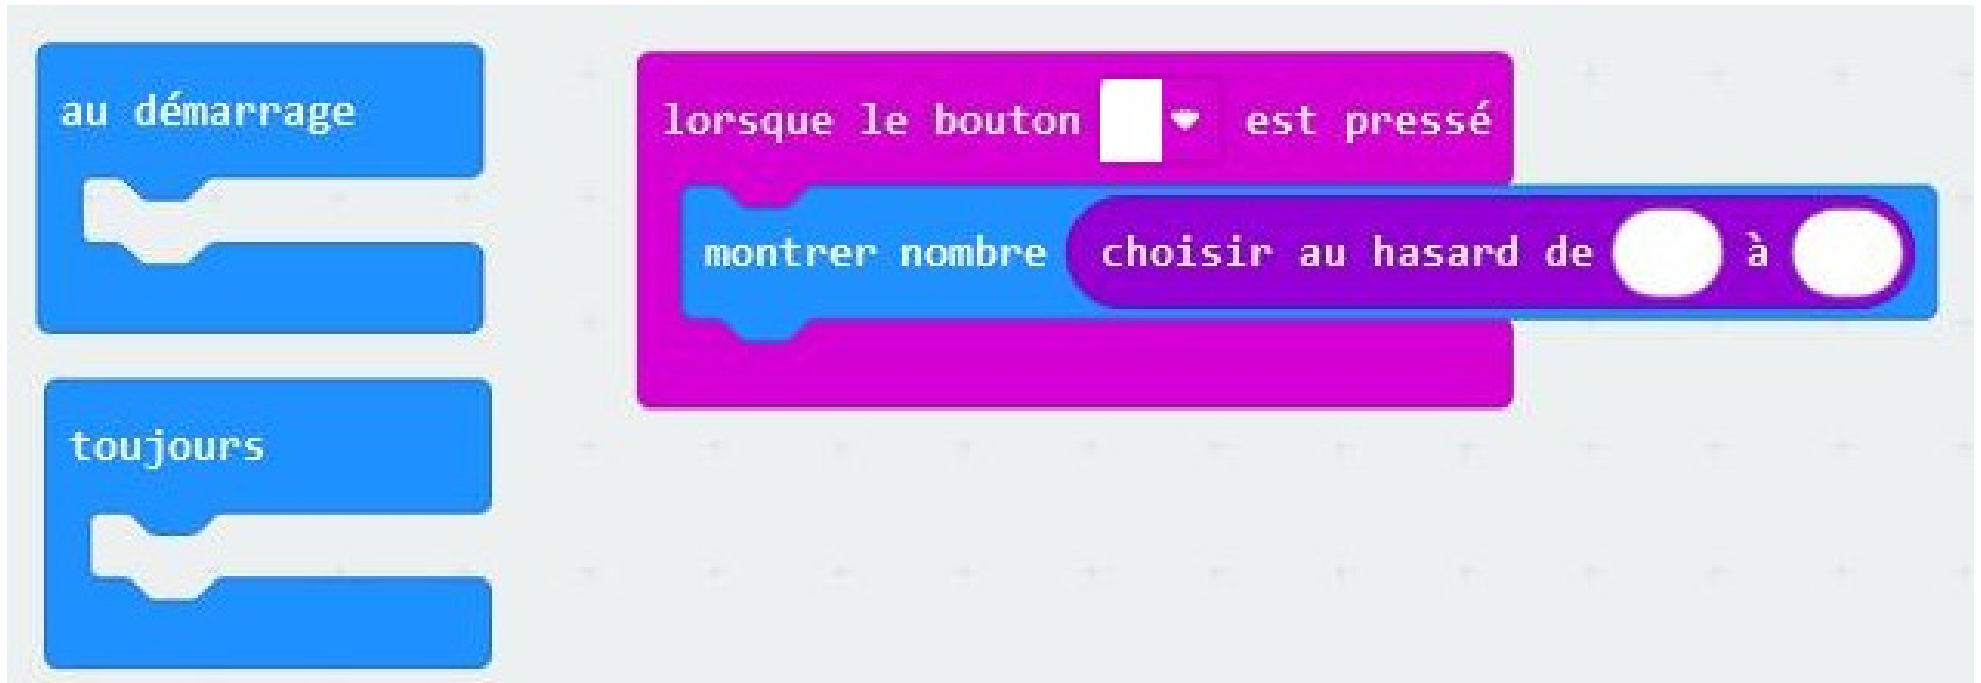 au démarrage
toujours
lorsque le bouton est pressé
montrer nombre choisir au hasard de à